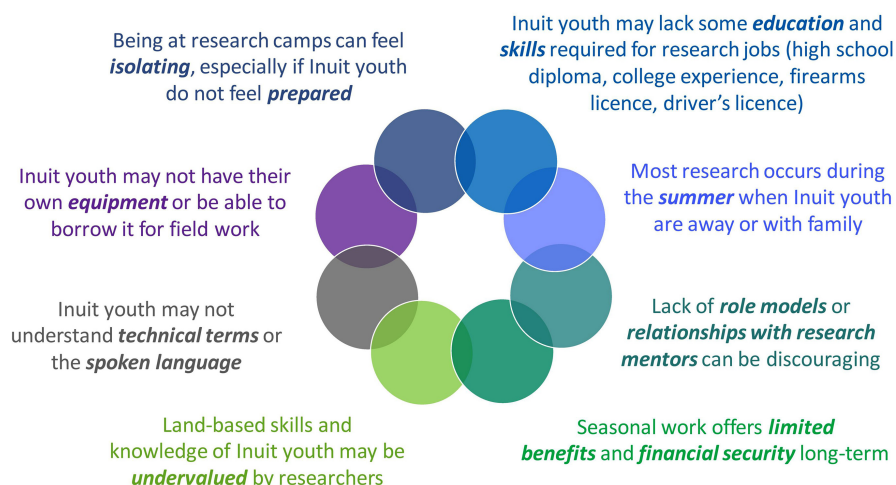 Being at research camps can feel
isolating, especially if Inuit youth
do not feel prepared
Inuit youth may lack some education and
skills required for research jobs (high school
diploma, college experience, firearms
licence, driver's licence)
Inuit youth may not have their
own equipment or be able to
borrow it for field work
Most research occurs during
the summer when Inuit youth
are away or with family
Inuit youth may not
understand technical terms or
the spoken language
Lack of role models or
relationships with research
mentors can be discouraging
Land-based skills and
knowledge of Inuit youth may be
undervalued by researchers
Seasonal work offers limited
benefits and financial security long-term